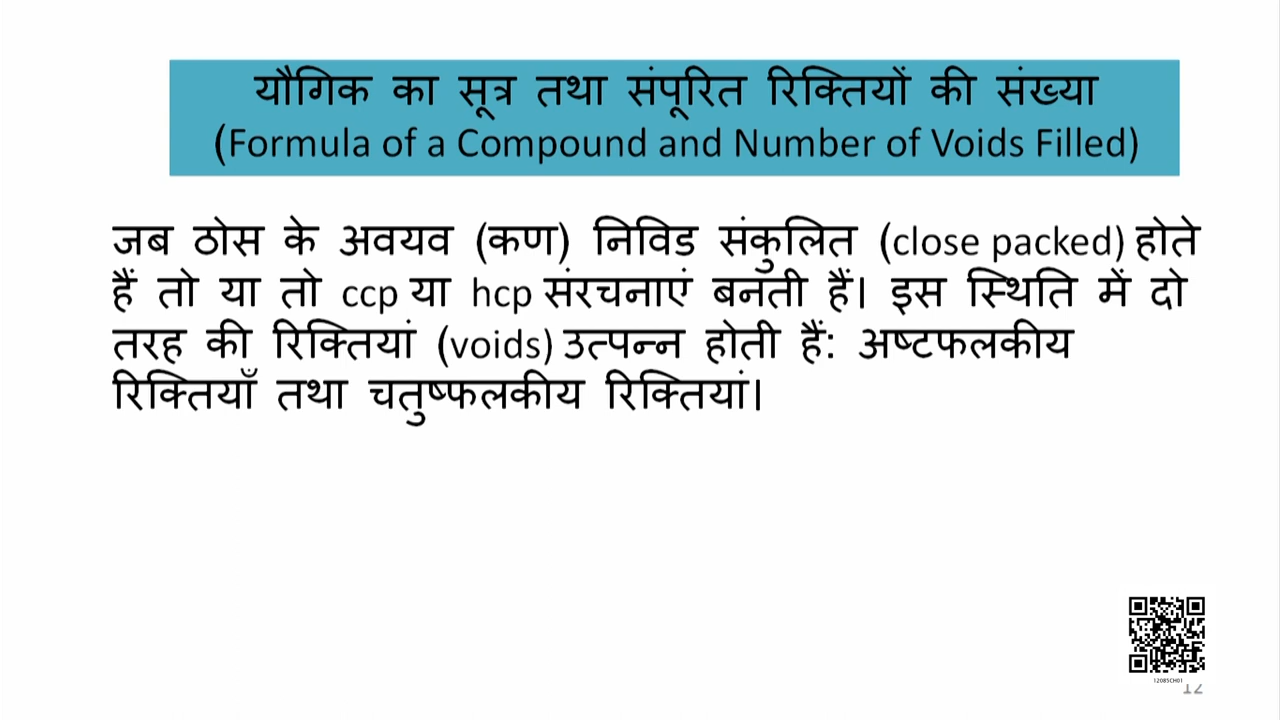 यौगिक का सूत्र तथा संपूरित रिक्तियों की संख्या
(Formula of a Compound and Number of Voids Filled)
जब ठोस के अवयव (कण) निविड संकुलित (close packed) होते
हैं तो या तो ccp या hcp संरचनाएं बनती हैं। इस स्थिति में दो
तरह की रिक्तियां (voids) उत्पन्न होती हैं: अष्टफलकीय
रिक्तियाँ तथा चतुष्फलकीय रिक्तियां।
12085CH01
12